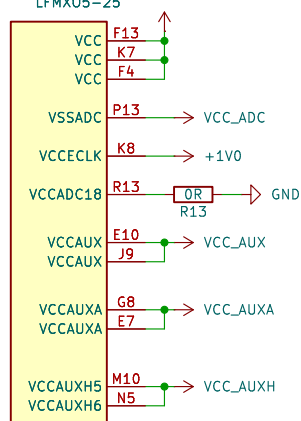 LFMXO5-25
VCC F13
VCC K7
VCC F4
VSSADC P13 VCC_ADC
VCCECLK K8 +1V0
VCCADC18 R13 0R GND
R13
VCCAUX E10 VCC_AUX
VCCAUX J9
VCCAUXA G8 VCC_AUXA
VCCAUXA E7
VCCAUXH5 M10 VCC_AUXH
VCCAUXH6 N5